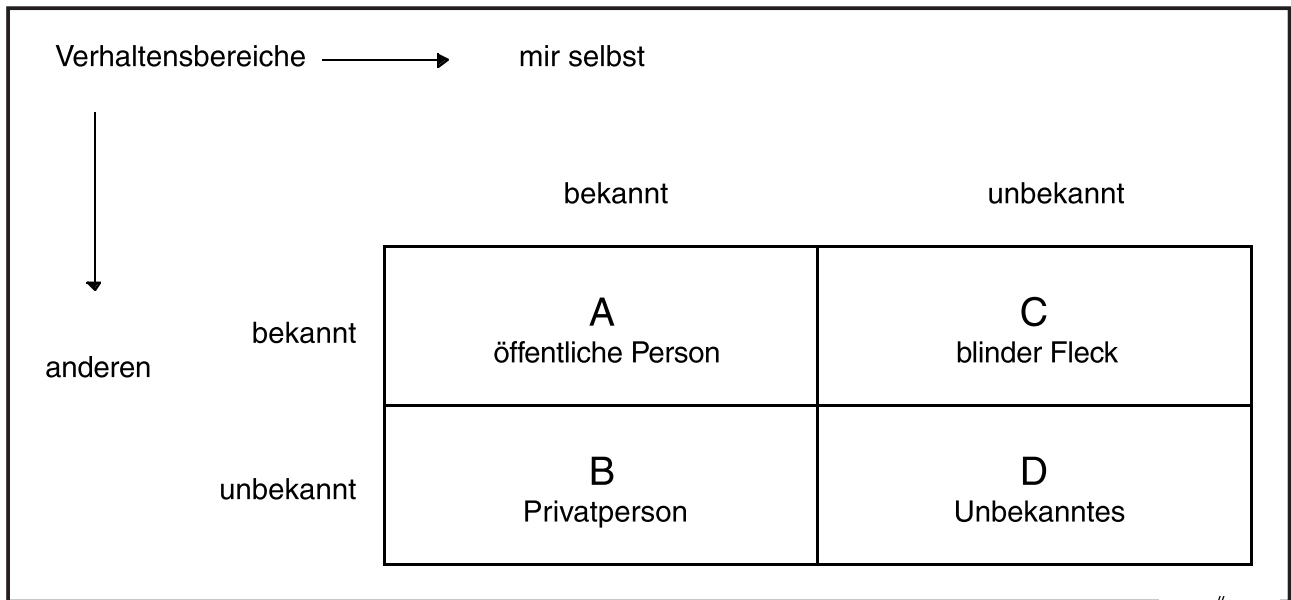 Verhaltensbereiche mir selbst
bekannt unbekannt
A C
bekannt öffentliche Person blinder Fleck
anderen
B D
unbekannt Privatperson Unbekanntes